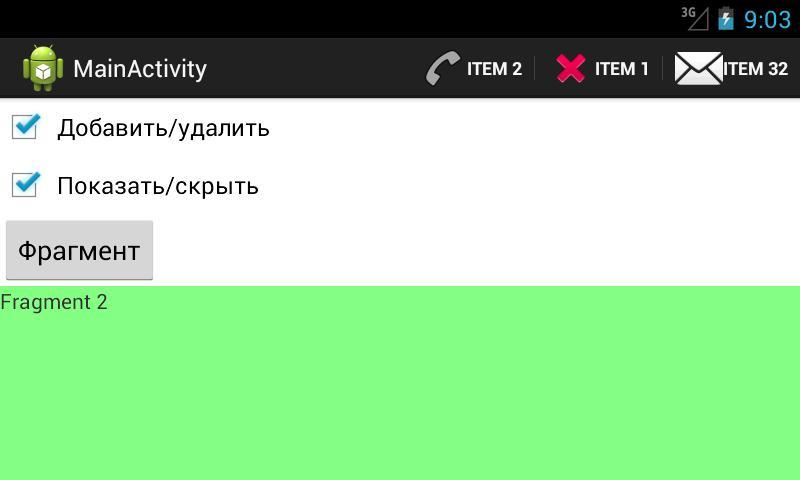 3G 9:03
MainActivity ITEM 2 ITEM 1 ITEM 32
Добавить/удалить
Показать/скрыть
Фрагмент
Fragment 2